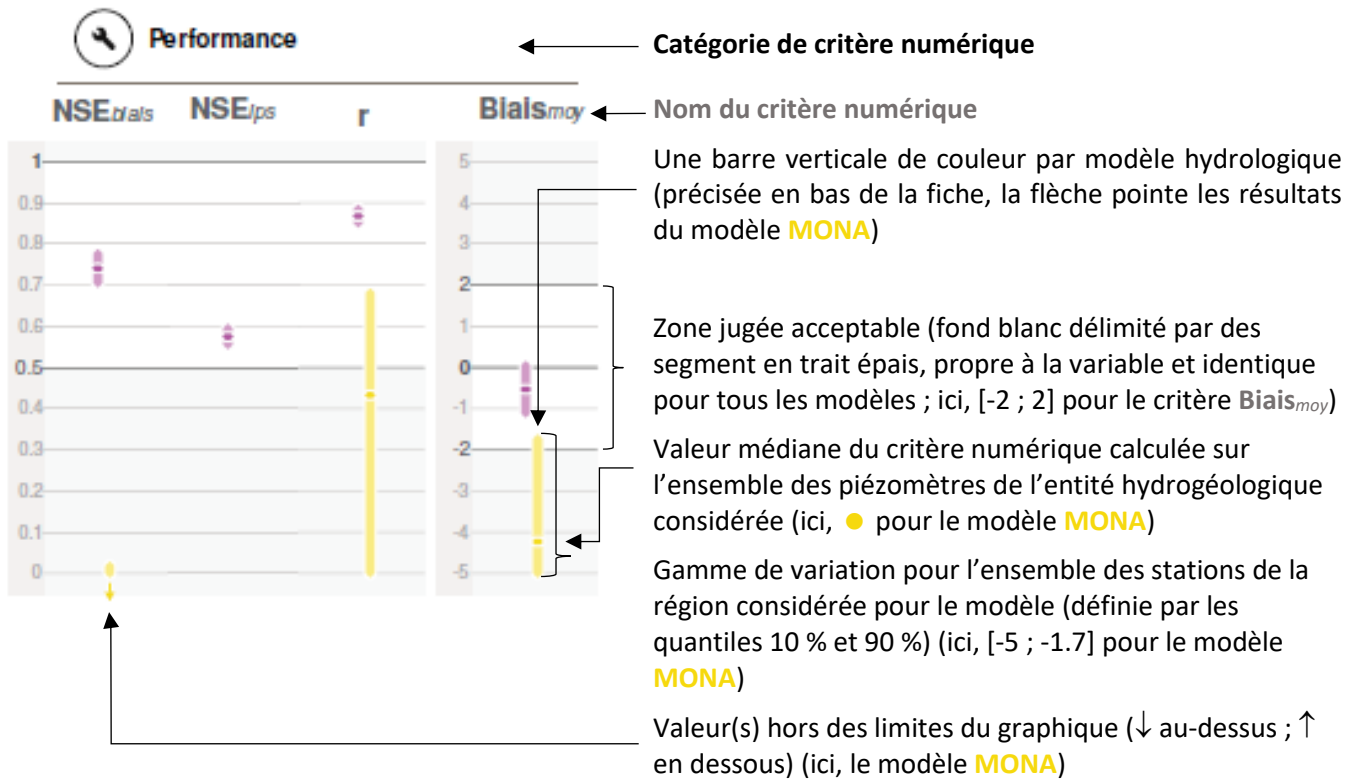 Performance
Catégorie de critère numérique
NSEbiais NSElps r Biaismoy
Nom du critère numérique
1
0.9
0.8
0.7
0.6
0.5
0.4
0.3
0.2
0.1
0
5
4
3
2
1
0
-1
-2
-3
-4
-5
Une barre verticale de couleur par modèle hydrologique
(précisée en bas de la fiche, la flèche pointe les résultats
du modèle MONA)
Zone jugée acceptable (fond blanc délimité par des
segment en trait épais, propre à la variable et identique
pour tous les modèles ; ici, [-2 ; 2] pour le critère Biaismoy)
Valeur médiane du critère numérique calculée sur
l'ensemble des piézomètres de l'entité hydrogéologique
considérée (ici, ● pour le modèle MONA)
Gamme de variation pour l'ensemble des stations de la
région considérée pour le modèle (définie par les
quantiles 10 % et 90 %) (ici, [-5 ; -1.7] pour le modèle
MONA)
Valeur(s) hors des limites du graphique (↓ au-dessus ; ↑
en dessous) (ici, le modèle MONA)